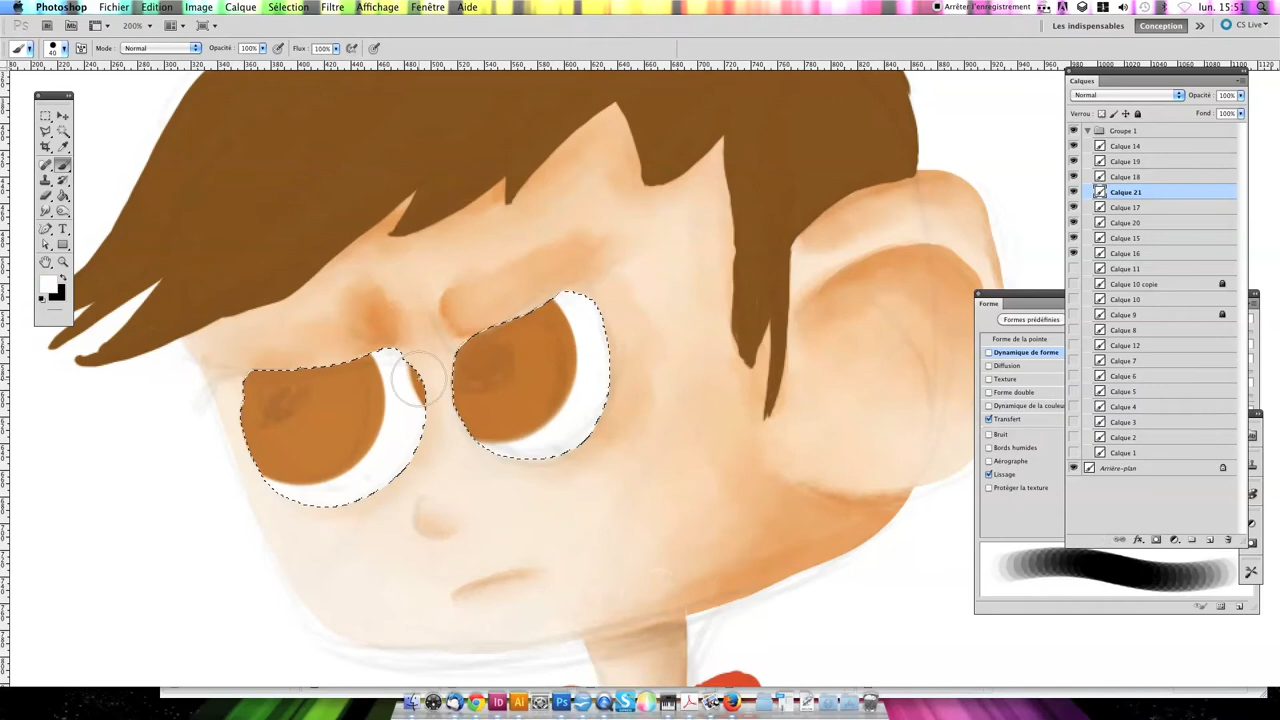 Photoshop Fichier Edition Image Calque Sélection Filtre Affichage Fenêtre Aide Arrêter l'enregistrement lun. 15:51
Ps Br Mb 200% Les indispensables Conception CS Live
40 Mode : Normal Opacité : 100% Flux : 100%
Calques
Normal Opacité : 100%
Verrou : Fond : 100%
Groupe 1
Calque 14
Calque 19
Calque 18
Calque 21
Calque 17
Calque 20
Calque 15
Calque 16
Calque 11
Calque 10 copie
Calque 10
Calque 9
Calque 8
Calque 12
Calque 7
Calque 6
Calque 5
Calque 4
Calque 3
Calque 2
Calque 1
Arrière-plan
Forme
Formes prédéfinies
Forme de la pointe
Dynamique de forme
Diffusion
Texture
Forme double
Dynamique de la couleu
Transfert
Bruit
Bords humides
Aérographe
Lissage
Protéger la texture